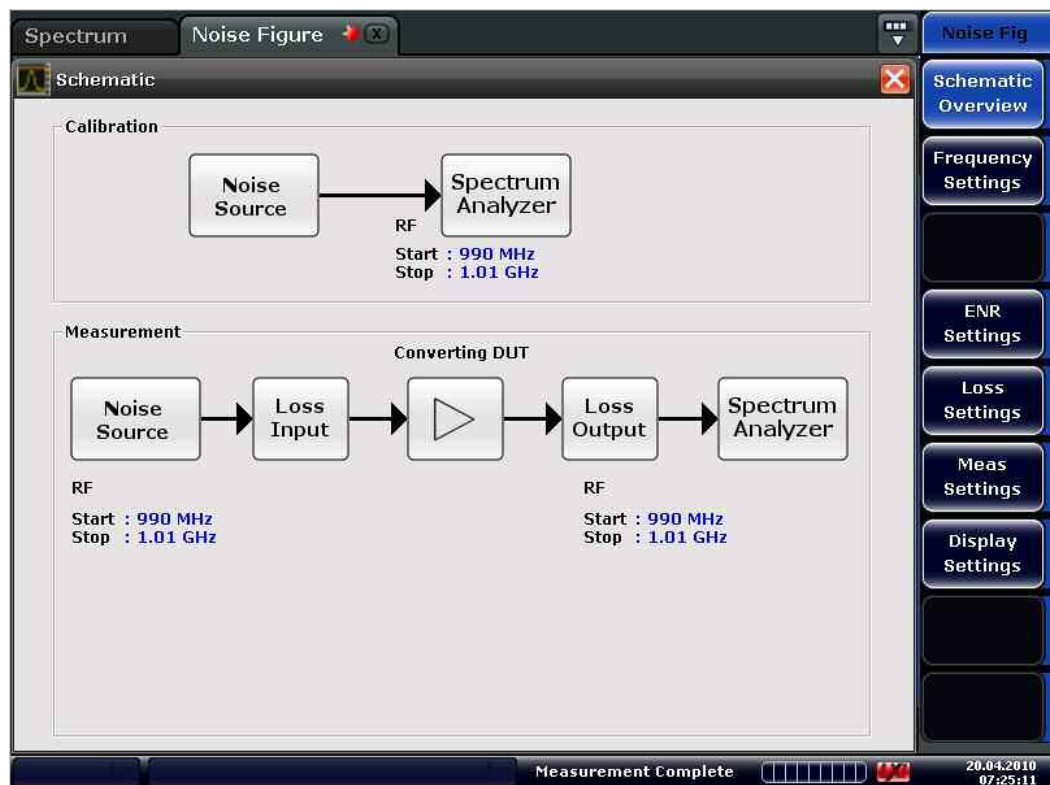 Spectrum
Noise Figure
X
Noise Fig
Schematic
Schematic
Overview
Calibration
Noise
Source
Spectrum
Analyzer
RF
Start : 990 MHz
Stop : 1.01 GHz
Measurement
Converting DUT
Noise
Source
Loss
Input
Loss
Output
Spectrum
Analyzer
RF
Start : 990 MHz
Stop : 1.01 GHz
RF
Start : 990 MHz
Stop : 1.01 GHz
Frequency
Settings
ENR
Settings
Loss
Settings
Meas
Settings
Display
Settings
Measurement Complete
20.04.2010
07:25:11